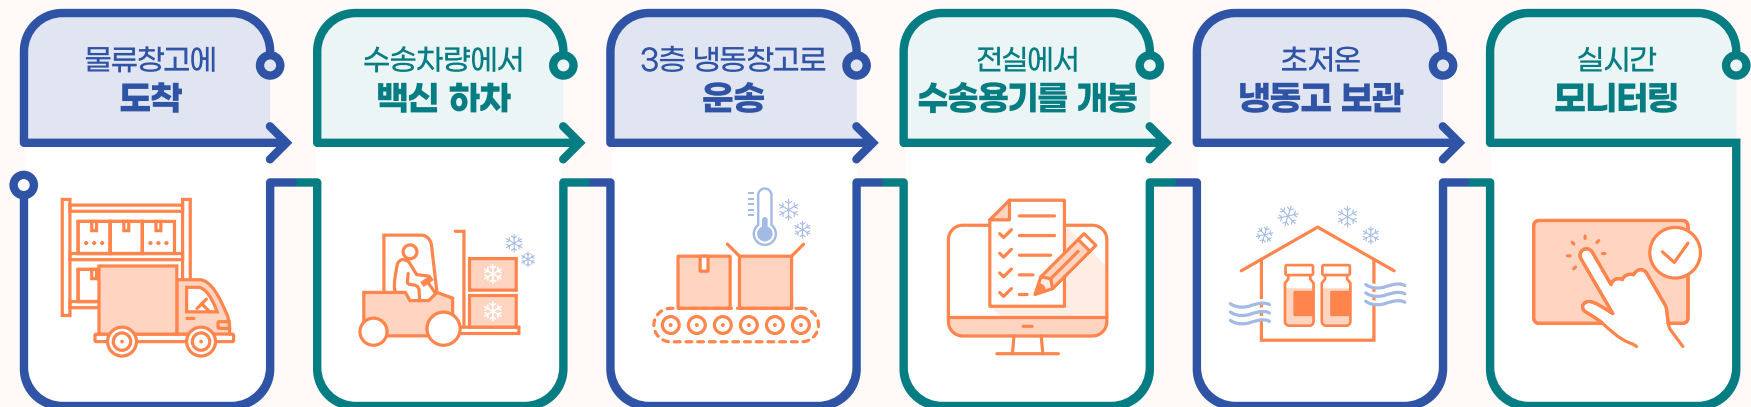 물류창고에
도착
수송차량에서
백신 하차
3층 냉동창고로
운송
전실에서
수송용기를 개봉
초저온
냉동고 보관
실시간
모니터링